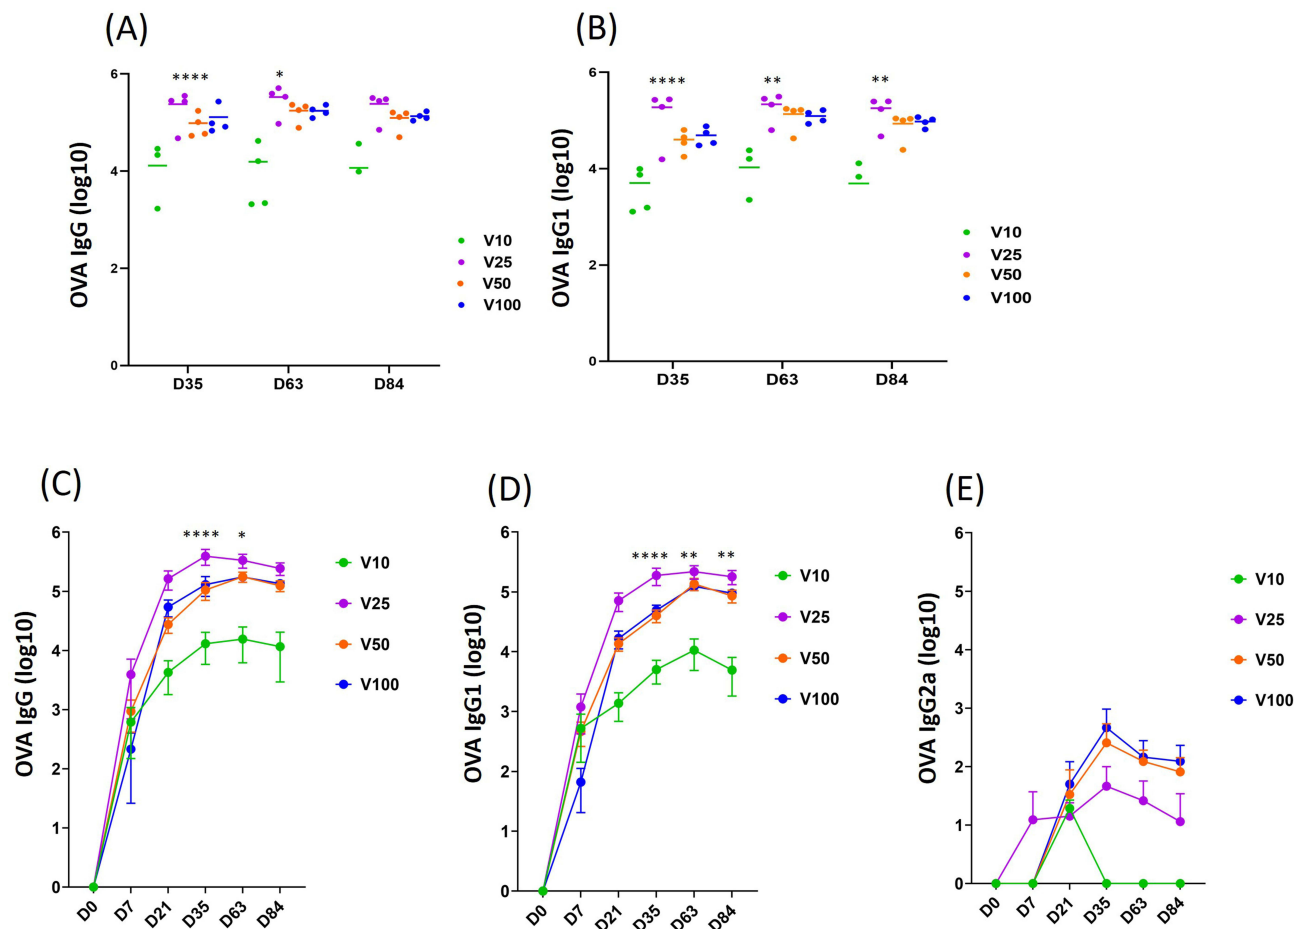 (A)
OVA IgG (log10)
6
4
2
0
**** *
D35 D63 D84
V10
V25
V50
V100
(B)
OVA IgG1 (log10)
6
4
2
0
**** ** **
D35 D63 D84
V10
V25
V50
V100
(C)
OVA IgG (log10)
6
5
4
3
2
1
0
**** *
D0 D7 D21 D35 D63 D84
V10
V25
V50
V100
(D)
OVA IgG1 (log10)
6
5
4
3
2
1
0
**** ** **
D0 D7 D21 D35 D63 D84
V10
V25
V50
V100
(E)
OVA IgG2a (log10)
6
5
4
3
2
1
0
D0 D7 D21 D35 D63 D84
V10
V25
V50
V100